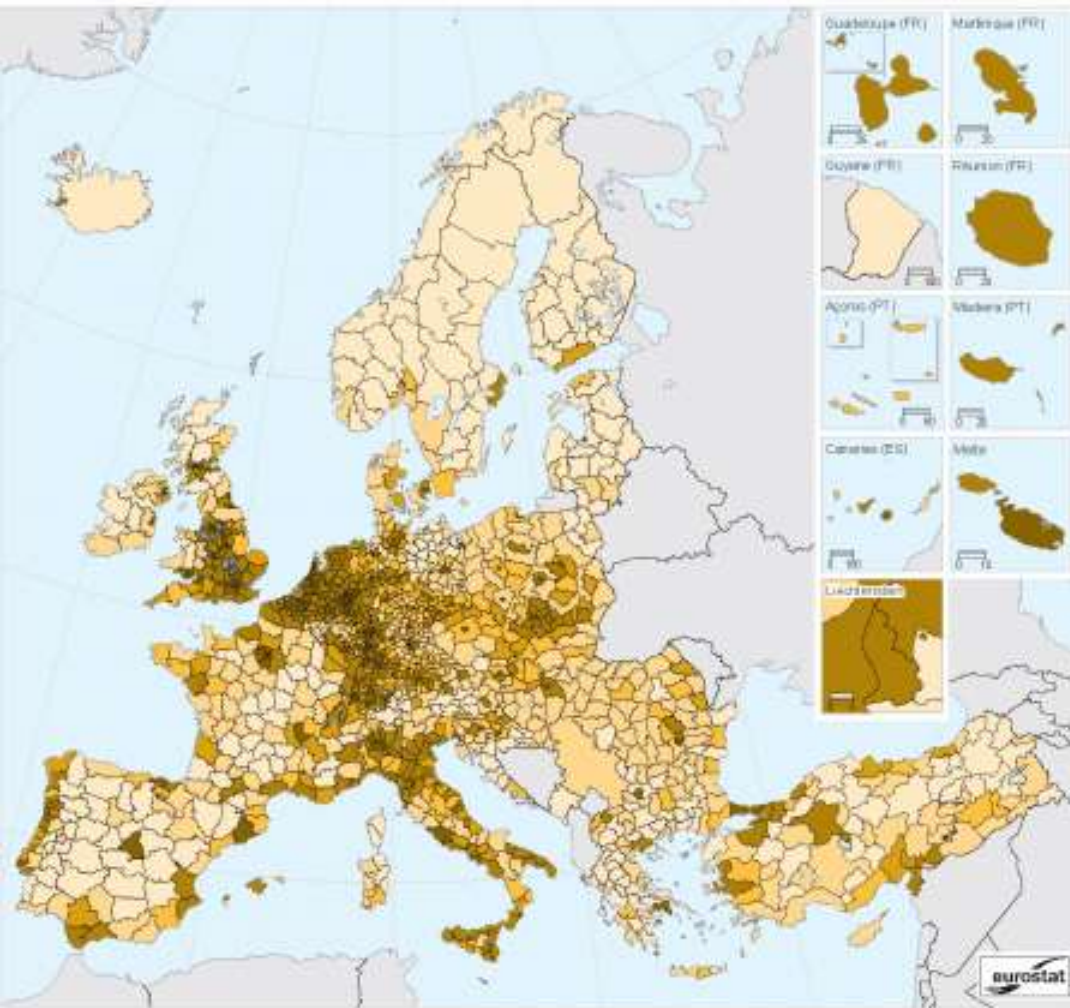 Guadeloupe (FR)
Martinique (FR)
Guyane (FR)
Réunion (FR)
Açores (PT)
Madeira (PT)
Canarias (ES)
Malta
Liechtenstein
eurostat